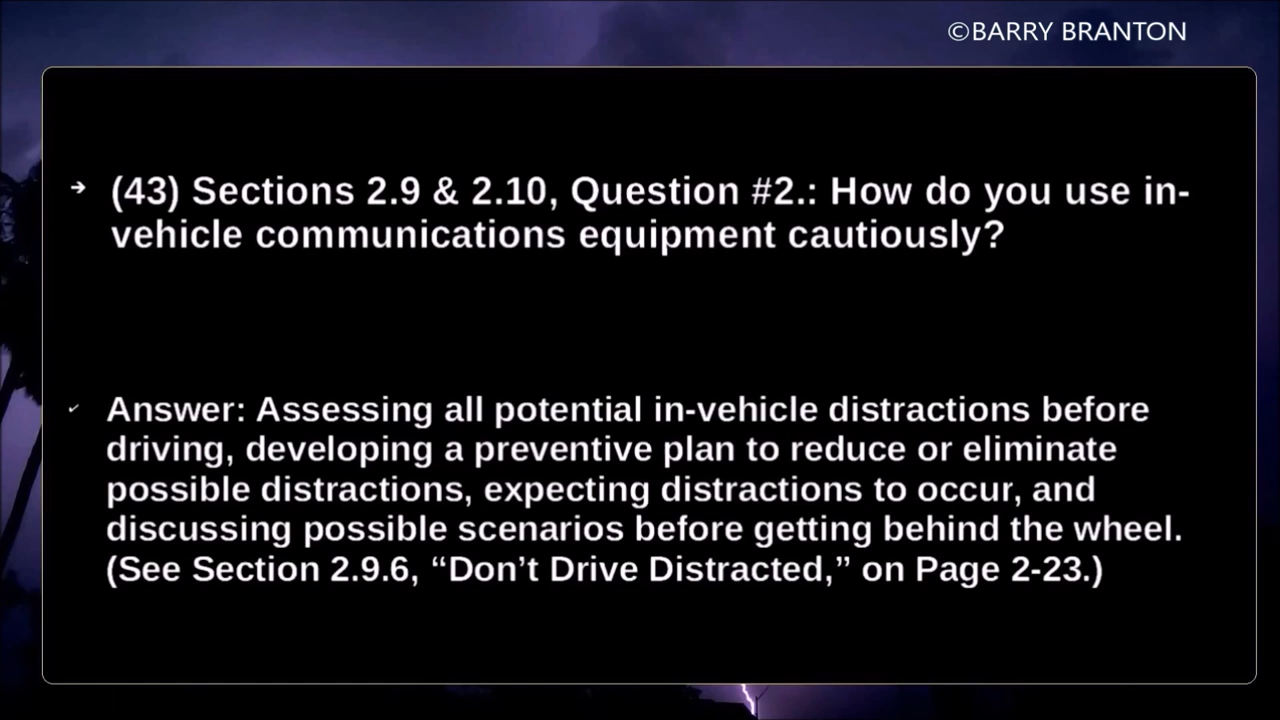 ©BARRY BRANTON
➔ (43) Sections 2.9 & 2.10, Question #2.: How do you use in-
vehicle communications equipment cautiously?
✓ Answer: Assessing all potential in-vehicle distractions before
driving, developing a preventive plan to reduce or eliminate
possible distractions, expecting distractions to occur, and
discussing possible scenarios before getting behind the wheel.
(See Section 2.9.6, “Don’t Drive Distracted,” on Page 2-23.)